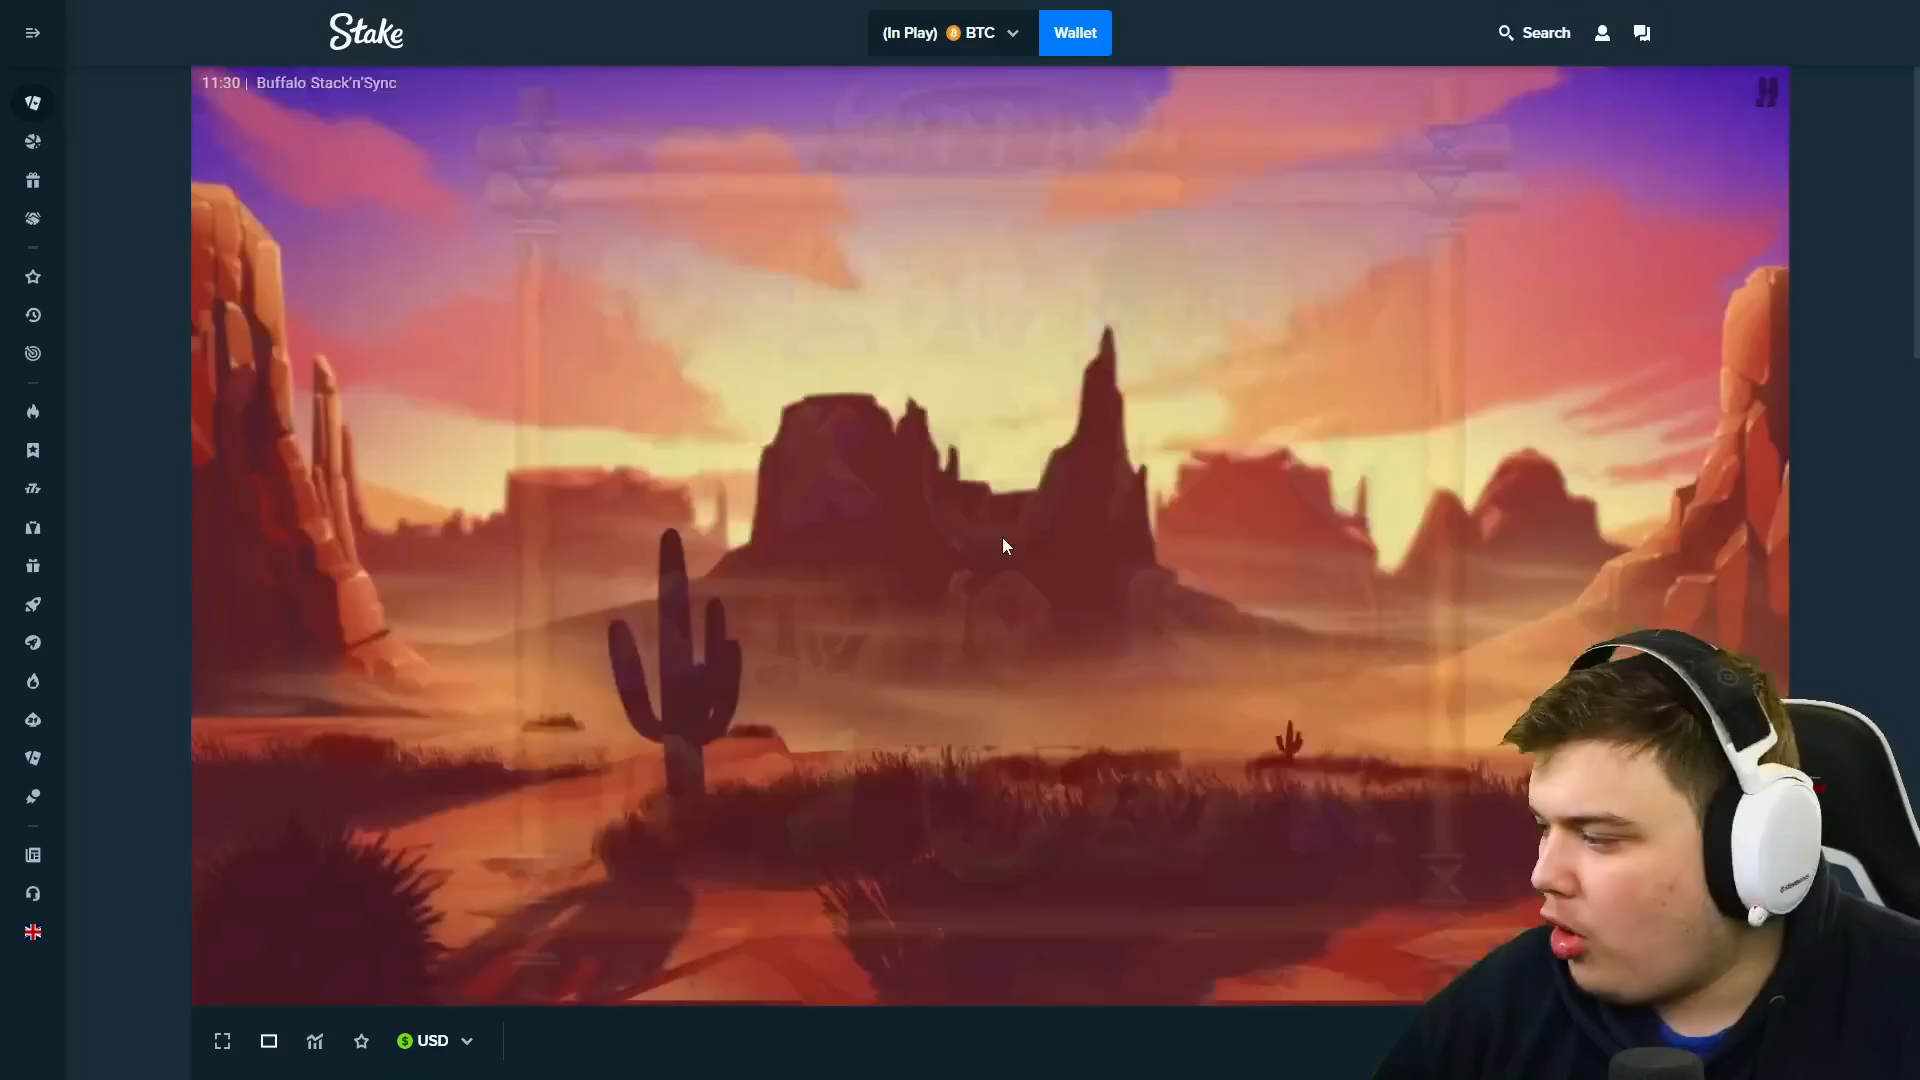 Stake
(In Play) BTC
Wallet
Search
11:30 | Buffalo Stack'n'Sync
USD